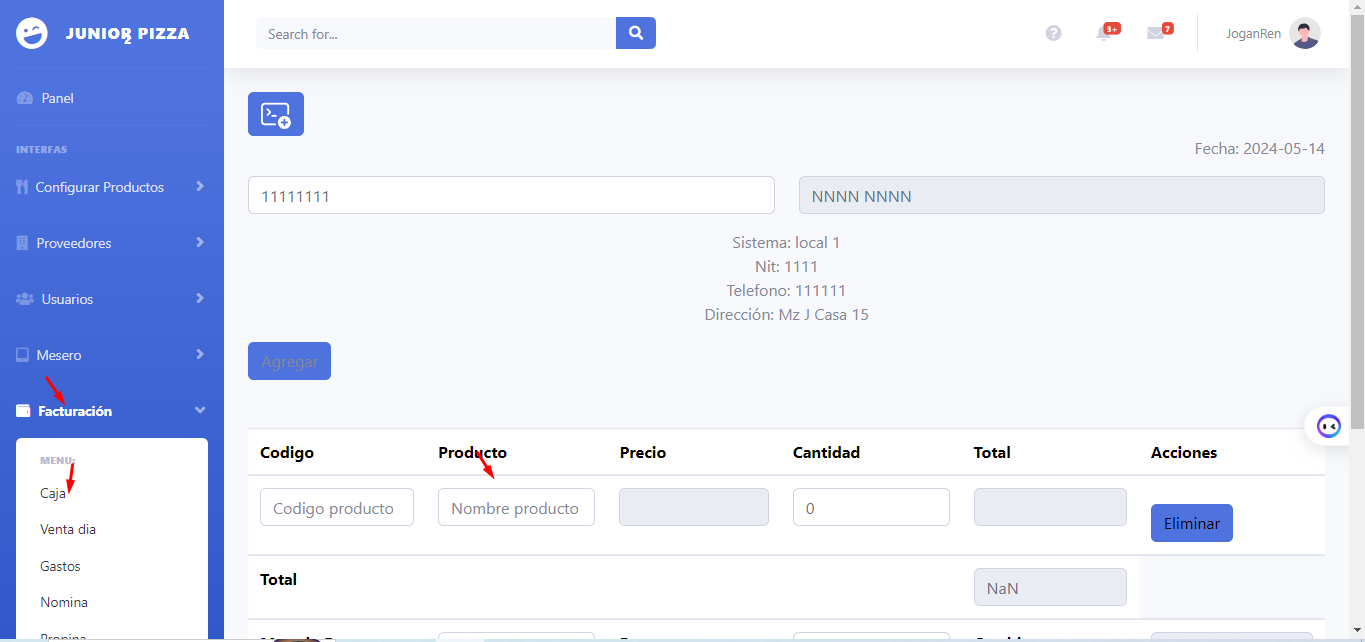 JUNIOR PIZZA
Search for...
3+
7
JoganRen
Panel
INTERFAS
Configurar Productos
Proveedores
Usuarios
Mesero
Facturación
MENU:
Caja
Venta dia
Gastos
Nomina
Propina
Fecha: 2024-05-14
11111111
NNNN NNNN
Sistema: local 1
Nit: 1111
Telefono: 111111
Dirección: Mz J Casa 15
Agregar
Codigo Producto Precio Cantidad Total Acciones
Codigo producto Nombre producto 0 Eliminar
Total NaN